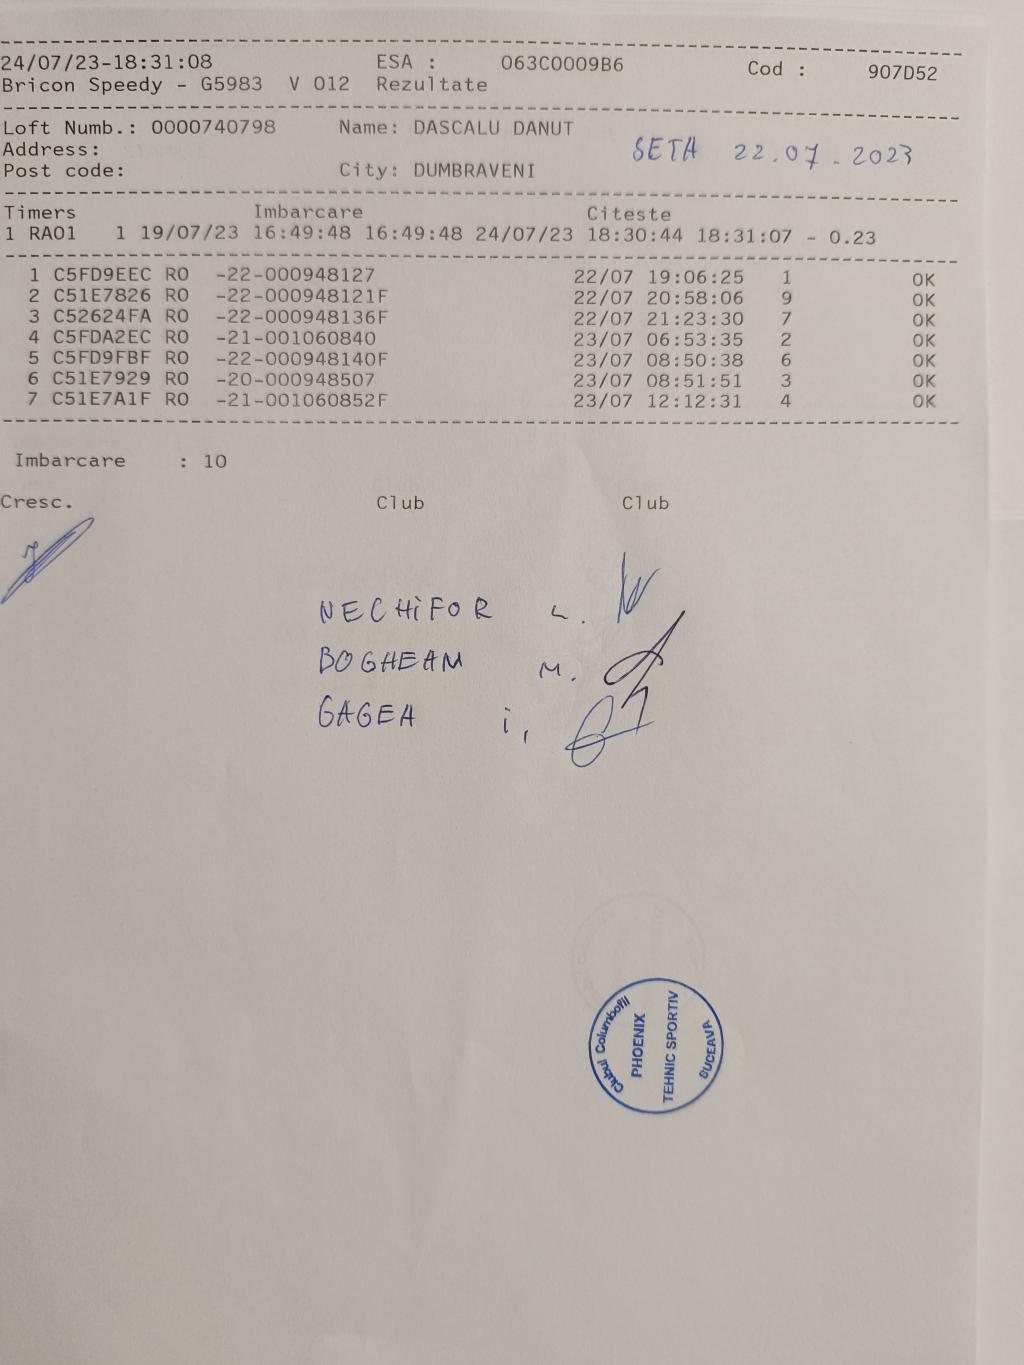 24/07/23-18:31:08 ESA : 063C0009B6 Cod : 907D52
Bricon Speedy - G5983 V 012 Rezultate
Loft Numb.: 0000740798 Name: DASCALU DANUT
Address:
SETA 22.07.2023
Post code: City: DUMBRAVENI
Timers Imbarcare Citeste
1 RA01 1 19/07/23 16:49:48 16:49:48 24/07/23 18:30:44 18:31:07 - 0.23
1 C5FD9EEC RO -22-000948127 22/07 19:06:25 1 OK
2 C51E7826 RO -22-000948121F 22/07 20:58:06 9 OK
3 C52624FA RO -22-000948136F 22/07 21:23:30 7 OK
4 C5FDA2EC RO -21-001060840 23/07 06:53:35 2 OK
5 C5FD9FBF RO -22-000948140F 23/07 08:50:38 6 OK
6 C51E7929 RO -20-000948507 23/07 08:51:51 3 OK
7 C51E7A1F RO -21-001060852F 23/07 12:12:31 4 OK
Imbarcare : 10
Cresc. Club Club
NECHiFOR L.
BOGHEAM M.
GAGEA i,
Clubul Columbofil
PHOENIX
TEHNIC SPORTIV
SUCEAVA